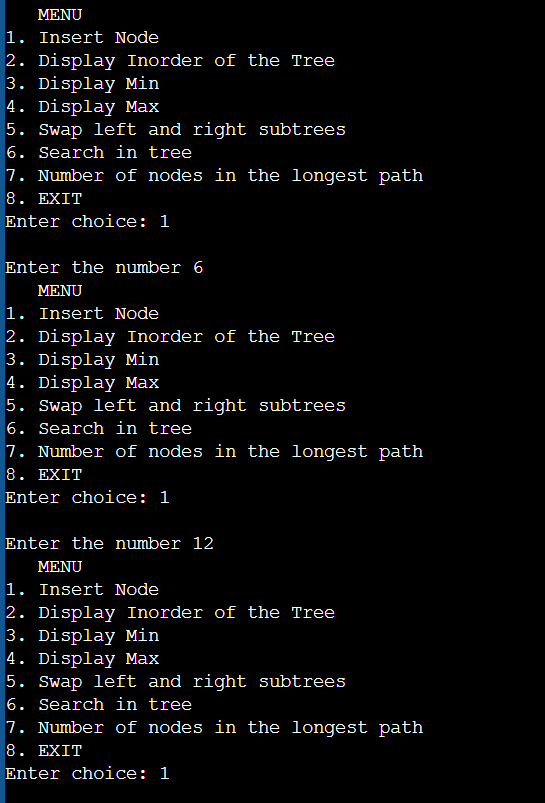 MENU
1. Insert Node
2. Display Inorder of the Tree
3. Display Min
4. Display Max
5. Swap left and right subtrees
6. Search in tree
7. Number of nodes in the longest path
8. EXIT
Enter choice: 1
Enter the number 6
MENU
1. Insert Node
2. Display Inorder of the Tree
3. Display Min
4. Display Max
5. Swap left and right subtrees
6. Search in tree
7. Number of nodes in the longest path
8. EXIT
Enter choice: 1
Enter the number 12
MENU
1. Insert Node
2. Display Inorder of the Tree
3. Display Min
4. Display Max
5. Swap left and right subtrees
6. Search in tree
7. Number of nodes in the longest path
8. EXIT
Enter choice: 1